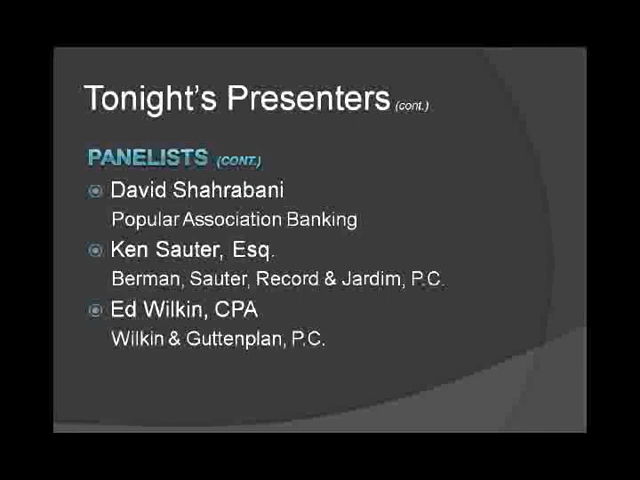 Tonight's Presenters (cont.)
PANELISTS (CONT.)
David Shahrabani
Popular Association Banking
Ken Sauter, Esq.
Berman, Sauter, Record & Jardim, P.C.
Ed Wilkin, CPA
Wilkin & Guttenplan, P.C.